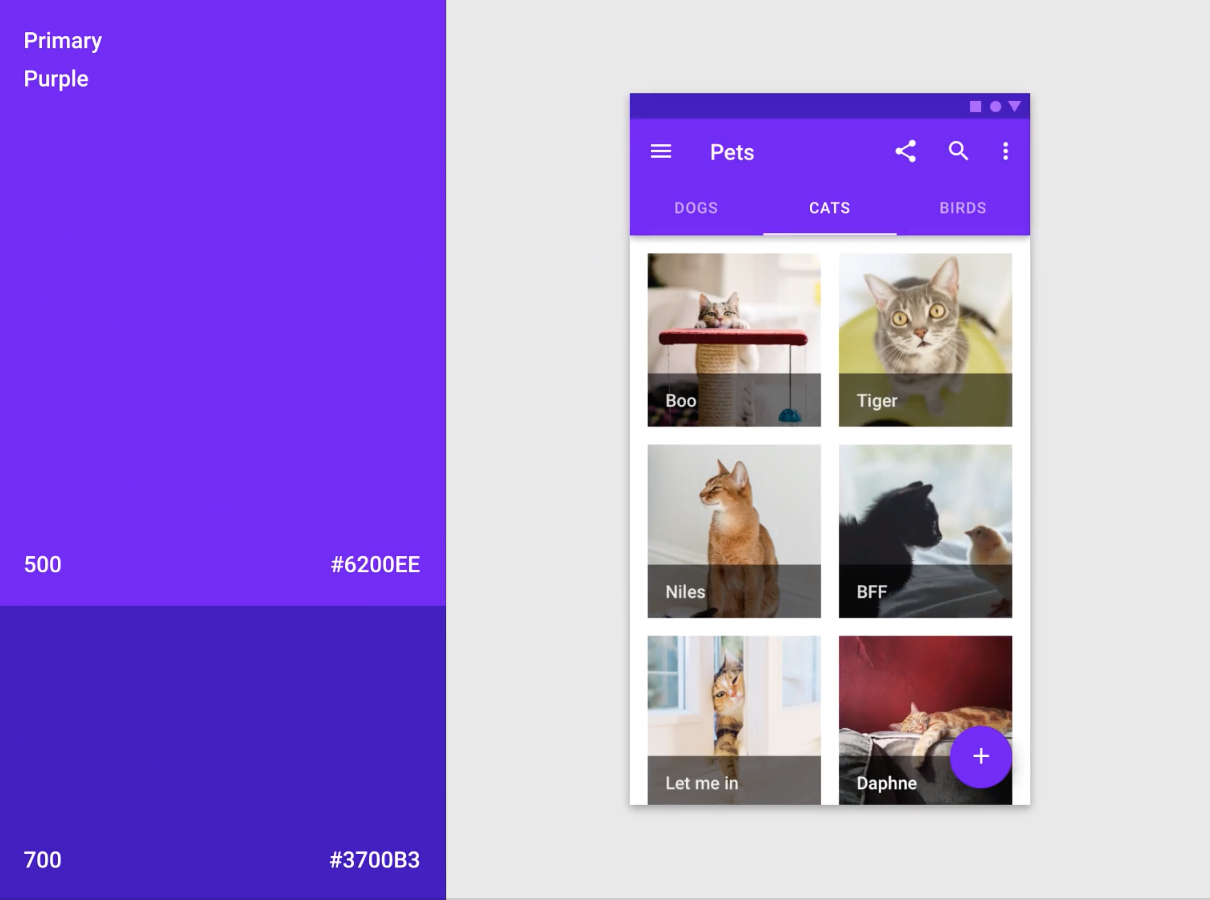 Primary
Purple
500 #6200EE
700 #3700B3
Pets
DOGS CATS BIRDS
Boo Tiger
Niles BFF
Let me in Daphne